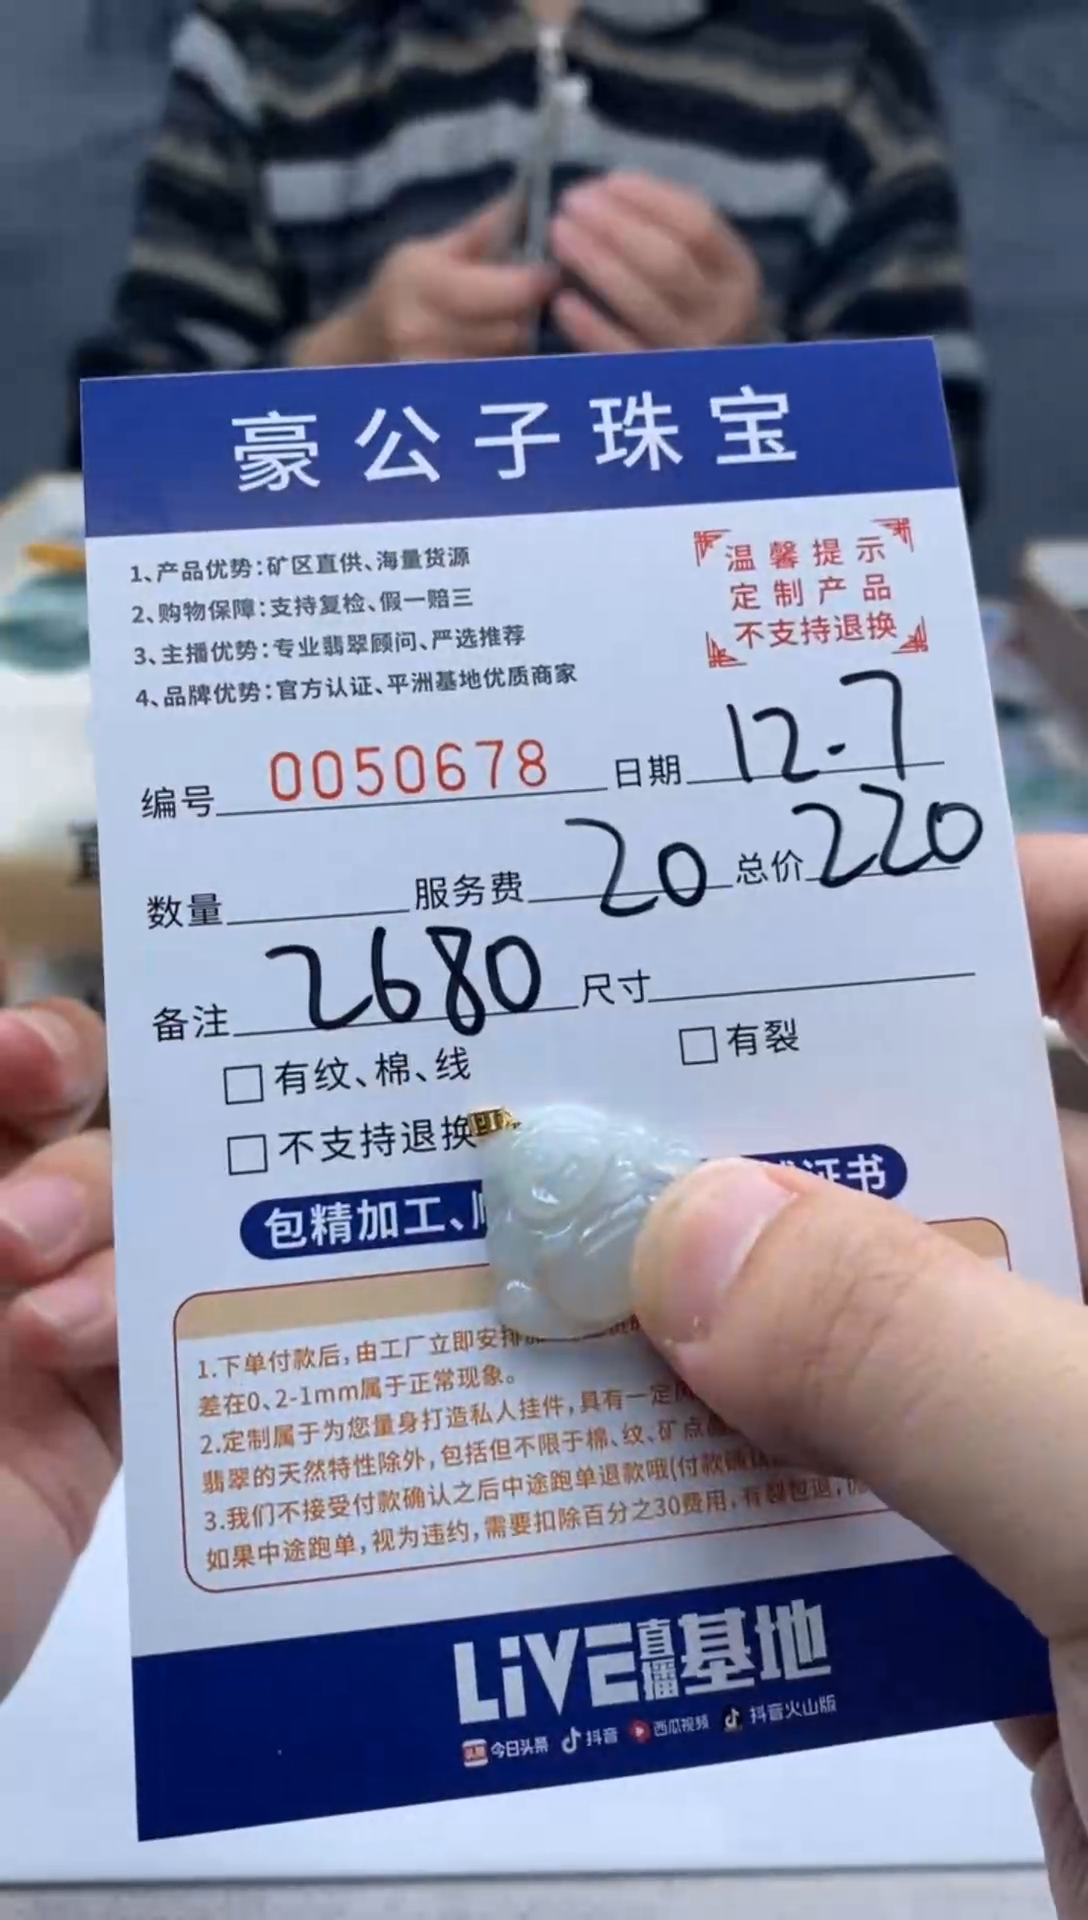 豪公子珠宝
1、产品优势:矿区直供、海量货源
2、购物保障:支持复检、假一赔三
3、主播优势:专业翡翠顾问、严选推荐
4、品牌优势:官方认证、平洲基地优质商家
温馨提示
定制产品
不支持退换
编号 0050678 日期 12.7
数量 服务费 20 总价 220
备注 2680 尺寸
有纹、棉、线 有裂
不支持退换
包精加工、 证书
1.下单付款后,由工厂立即安排
差在0、2-1mm属于正常现象。
2.定制属于为您量身打造私人挂件,具有一定
翡翠的天然特性除外,包括但不限于棉、纹、矿点
3.我们不接受付款确认之后中途跑单退款哦(付款确认
如果中途跑单,视为违约,需要扣除百分之30费用,有裂包退,
LiVE直播基地
头条 今日头条 抖音 西瓜视频 抖音火山版